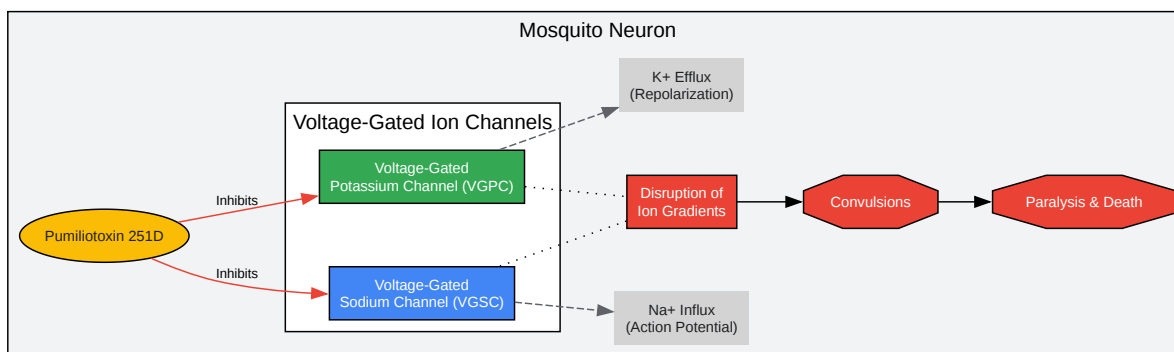 Mosquito Neuron
K+ Efflux
(Repolarization)
Voltage-Gated Ion Channels
Voltage-Gated
Potassium Channel (VGPC)
Inhibits
Disruption of
Ion Gradients
Convulsions
Paralysis & Death
Pumiliotoxin 251D
Inhibits
Voltage-Gated
Sodium Channel (VGSC)
Na+ Influx
(Action Potential)